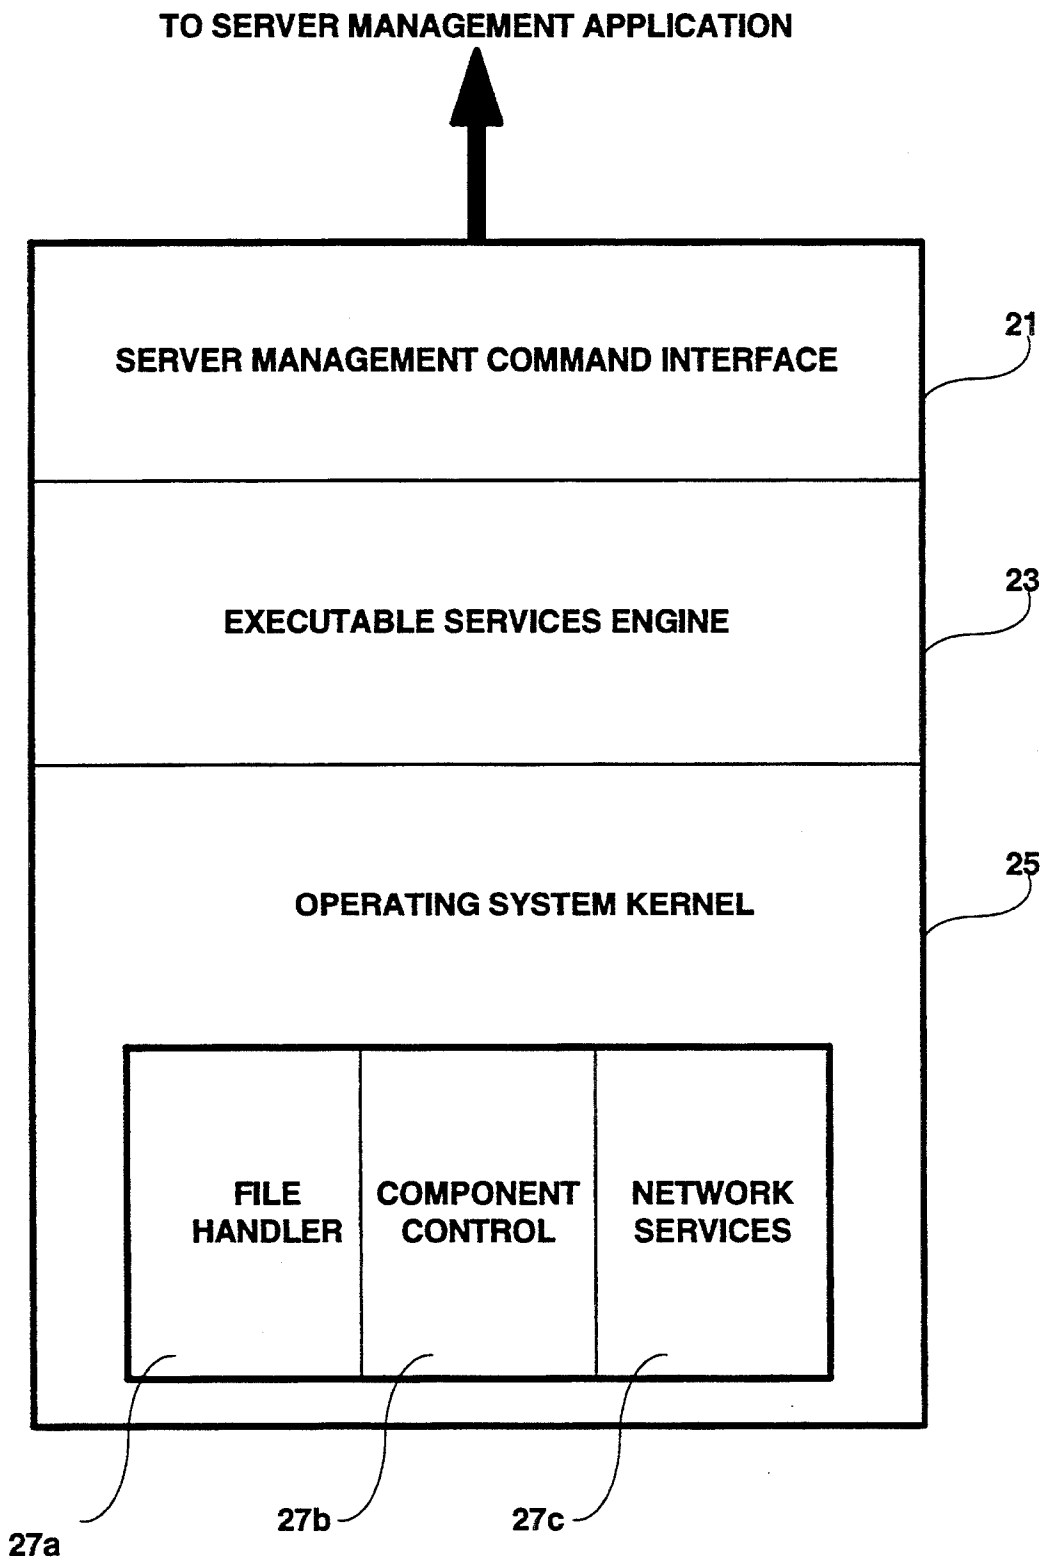 TO SERVER MANAGEMENT APPLICATION
SERVER MANAGEMENT COMMAND INTERFACE
21
EXECUTABLE SERVICES ENGINE
23
OPERATING SYSTEM KERNEL
25
FILE
HANDLER
COMPONENT
CONTROL
NETWORK
SERVICES
27a
27b
27c